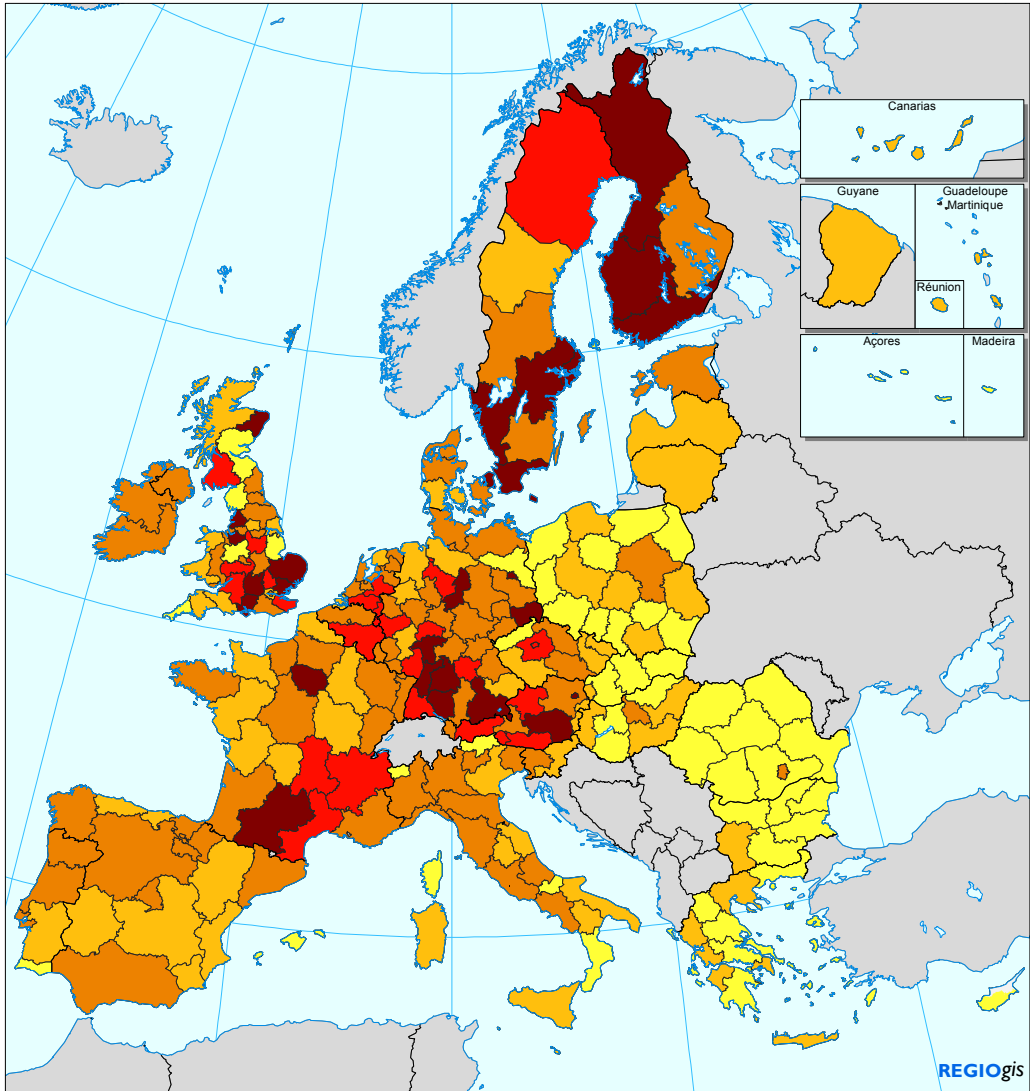 Canarias
Guyane
Guadeloupe
Martinique
Réunion
Açores
Madeira
REGIOgis